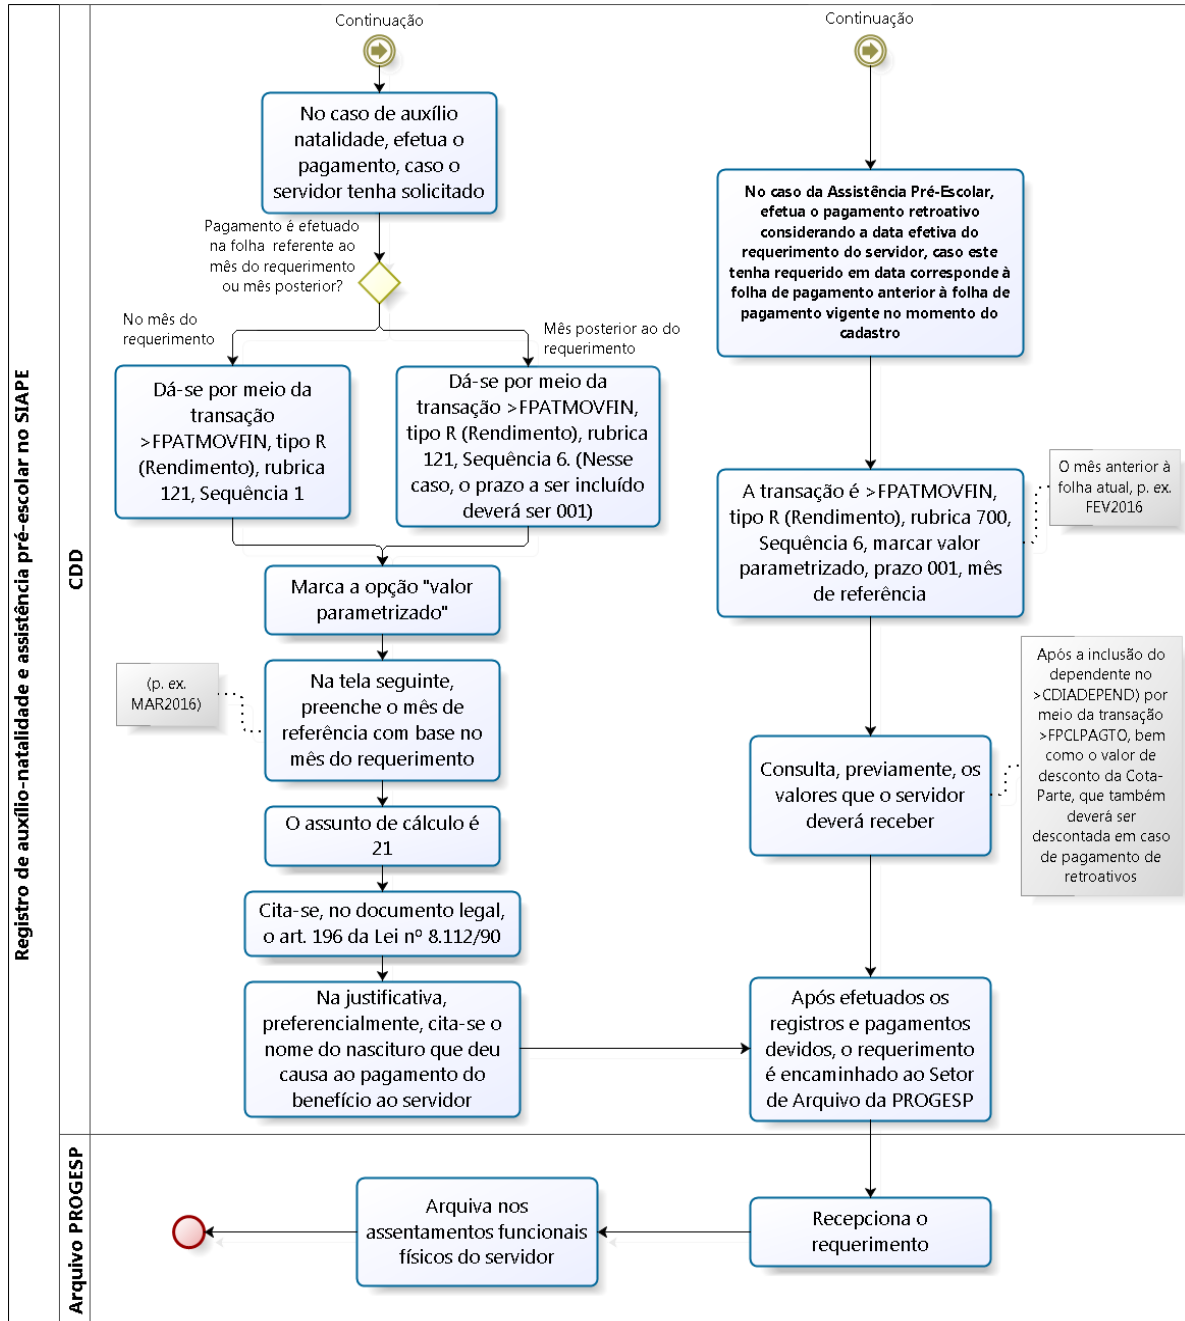 Registro de auxílio-natalidade e assistência pré-escolar no SIAPE
CDD
Continuação
No caso de auxílio
natalidade, efetua o
pagamento, caso o
servidor tenha solicitado
Pagamento é efetuado
na folha referente ao
mês do requerimento
ou mês posterior?
No mês do
requerimento
Mês posterior ao do
requerimento
Dá-se por meio da
transação
>FPATMOVFIN, tipo R
(Rendimento), rubrica
121, Sequência 1
Dá-se por meio da
transação >FPATMOVFIN,
tipo R (Rendimento), rubrica
121, Sequência 6. (Nesse
caso, o prazo a ser incluído
deverá ser 001)
Marca a opção "valor
parametrizado"
(p. ex.
MAR2016)
Na tela seguinte,
preenche o mês de
referência com base no
mês do requerimento
O assunto de cálculo é
21
Cita-se, no documento legal,
o art. 196 da Lei nº 8.112/90
Na justificativa,
preferencialmente, cita-se o
nome do nascituro que deu
causa ao pagamento do
benefício ao servidor
Continuação
No caso da Assistência Pré-Escolar,
efetua o pagamento retroativo
considerando a data efetiva do
requerimento do servidor, caso este
tenha requerido em data corresponde à
folha de pagamento anterior à folha de
pagamento vigente no momento do
cadastro
A transação é >FPATMOVFIN,
tipo R (Rendimento), rubrica 700,
Sequência 6, marcar valor
parametrizado, prazo 001, mês
de referência
O mês anterior à
folha atual, p. ex.
FEV2016
Consulta, previamente, os
valores que o servidor
deverá receber
Após a inclusão do
dependente no
>CDIADEPEND) por
meio da transação
>FPCLPAGTO, bem
como o valor de
desconto da Cota-
Parte, que também
deverá ser
descontada em caso
de pagamento de
retroativos
Após efetuados os
registros e pagamentos
devidos, o requerimento
é encaminhado ao Setor
de Arquivo da PROGESP
Arquivo PROGESP
Recepciona o
requerimento
Arquiva nos
assentamentos funcionais
físicos do servidor